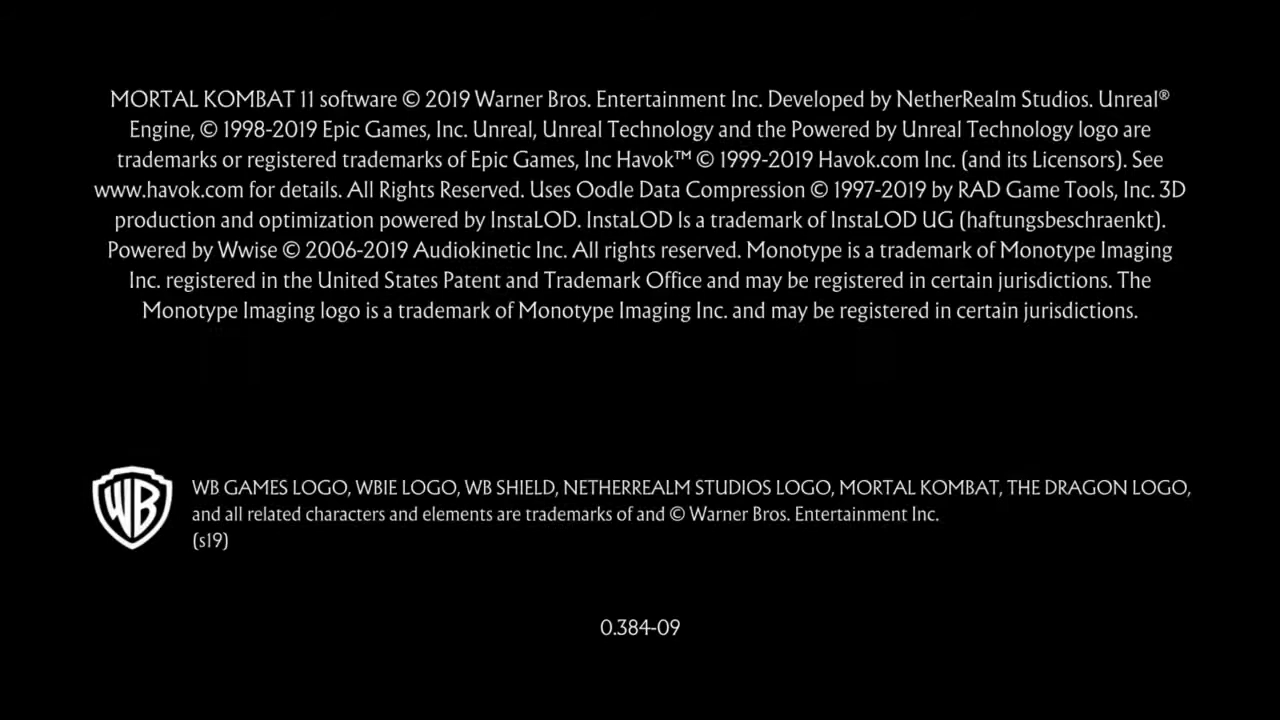 MORTAL KOMBAT 11 software © 2019 Warner Bros. Entertainment Inc. Developed by NetherRealm Studios. Unreal®
Engine, © 1998-2019 Epic Games, Inc. Unreal, Unreal Technology and the Powered by Unreal Technology logo are
trademarks or registered trademarks of Epic Games, Inc Havok™ © 1999-2019 Havok.com Inc. (and its Licensors). See
www.havok.com for details. All Rights Reserved. Uses Oodle Data Compression © 1997-2019 by RAD Game Tools, Inc. 3D
production and optimization powered by InstaLOD. InstaLOD Is a trademark of InstaLOD UG (haftungsbeschraenkt).
Powered by Wwise © 2006-2019 Audiokinetic Inc. All rights reserved. Monotype is a trademark of Monotype Imaging
Inc. registered in the United States Patent and Trademark Office and may be registered in certain jurisdictions. The
Monotype Imaging logo is a trademark of Monotype Imaging Inc. and may be registered in certain jurisdictions.
WB
WB GAMES LOGO, WBIE LOGO, WB SHIELD, NETHERREALM STUDIOS LOGO, MORTAL KOMBAT, THE DRAGON LOGO,
and all related characters and elements are trademarks of and © Warner Bros. Entertainment Inc.
(s19)
0.384-09